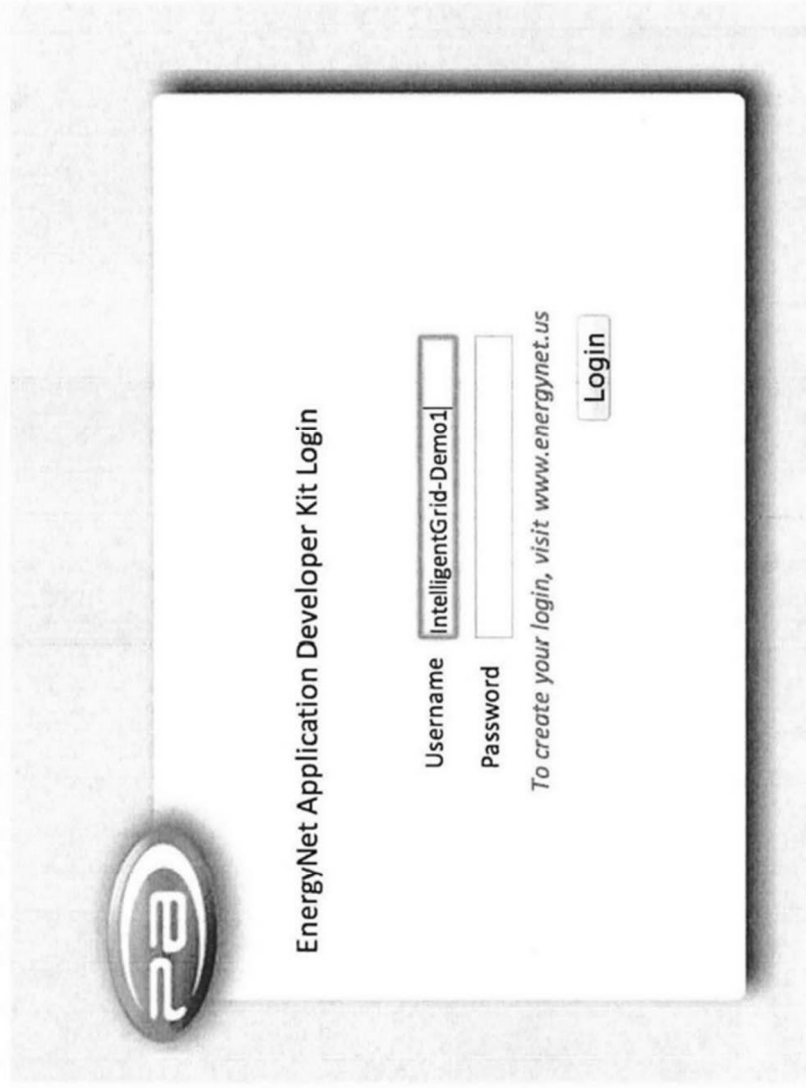 EnergyNet Application Developer Kit Login
Username IntelligentGrid-Demo1
Password
To create your login, visit www.energynet.us
Login